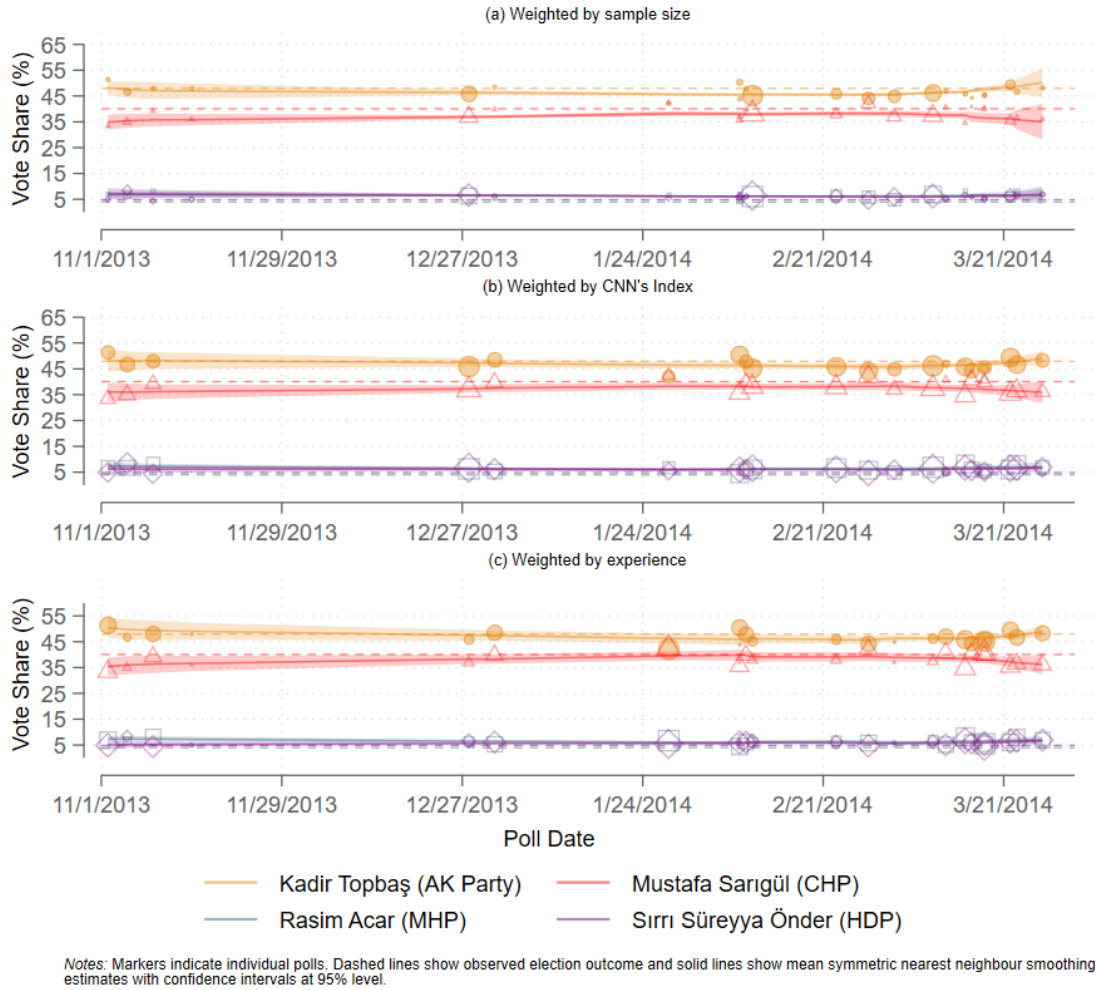 (a) Weighted by sample size
Vote Share (%)
65
55
45
35
25
15
5
11/1/2013 11/29/2013 12/27/2013 1/24/2014 2/21/2014 3/21/2014
(b) Weighted by CNN's Index
Vote Share (%)
65
55
45
35
25
15
5
11/1/2013 11/29/2013 12/27/2013 1/24/2014 2/21/2014 3/21/2014
(c) Weighted by experience
Vote Share (%)
55
45
35
25
15
5
11/1/2013 11/29/2013 12/27/2013 1/24/2014 2/21/2014 3/21/2014
Poll Date
Kadir Topbaş (AK Party) Mustafa Sarıgül (CHP)
Rasim Acar (MHP) Sırrı Süreyya Önder (HDP)
Notes: Markers indicate individual polls. Dashed lines show observed election outcome and solid lines show mean symmetric nearest neighbour smoothing
estimates with confidence intervals at 95% level.